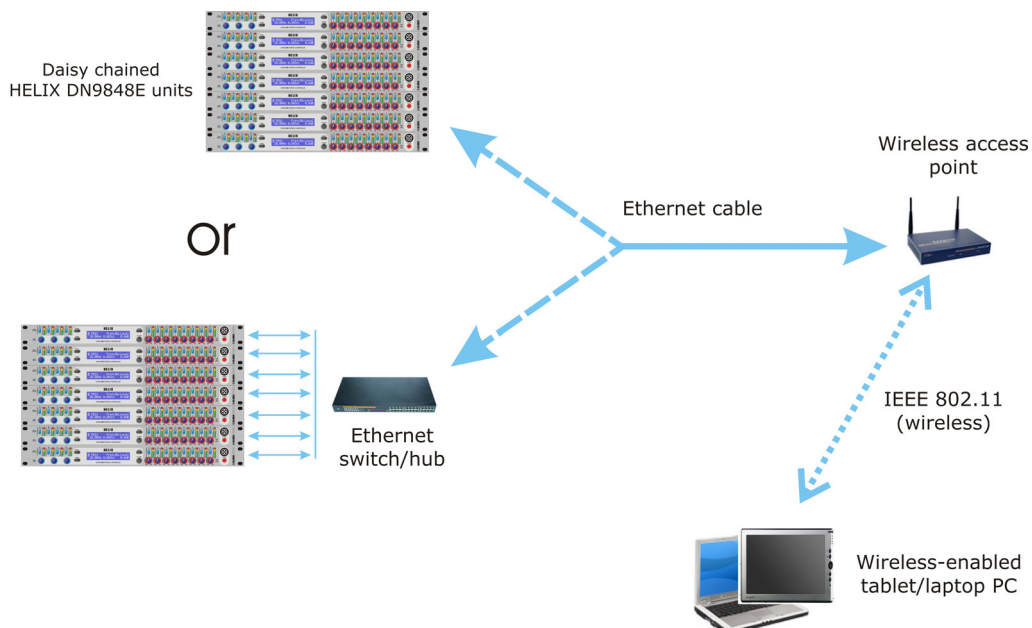 Daisy chained
HELIX DN9848E units
Wireless access
point
Ethernet cable
or
Ethernet
switch/hub
IEEE 802.11
(wireless)
Wireless-enabled
tablet/laptop PC